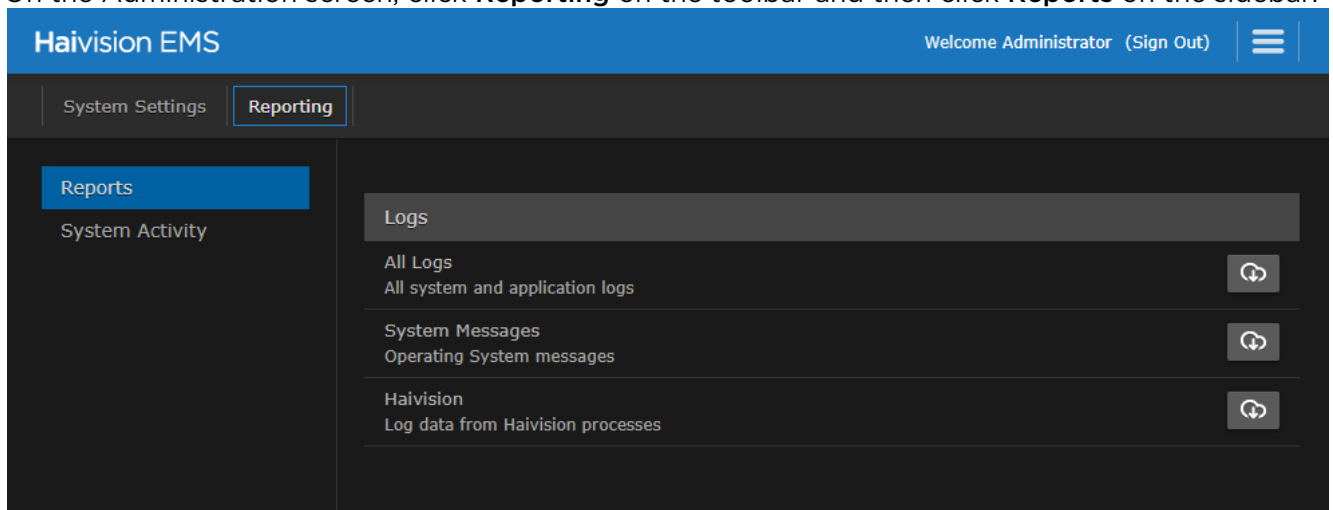 On the Administration screen, click Reporting on the toolbar and then click Reports on the sidebar.
Haivision EMS
Welcome Administrator (Sign Out)
System Settings
Reporting
Reports
System Activity
Logs
All Logs
All system and application logs
System Messages
Operating System messages
Haivision
Log data from Haivision processes